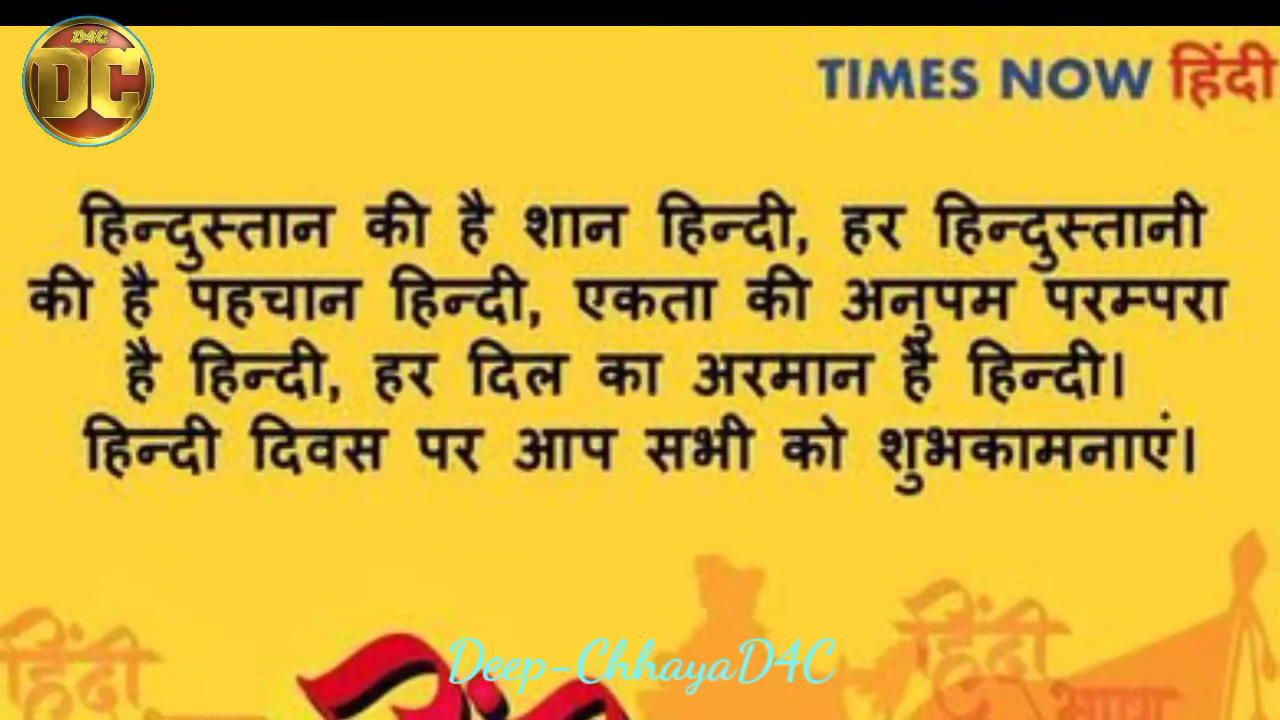 D4C
DC
TIMES NOW हिंदी
हिन्दुस्तान की है शान हिन्दी, हर हिन्दुस्तानी
की है पहचान हिन्दी, एकता की अनुपम परम्परा
है हिन्दी, हर दिल का अरमान है हिन्दी।
हिन्दी दिवस पर आप सभी को शुभकामनाएं।
हिंदी
हिंदी
भाषा
Deep-ChhayaD4C